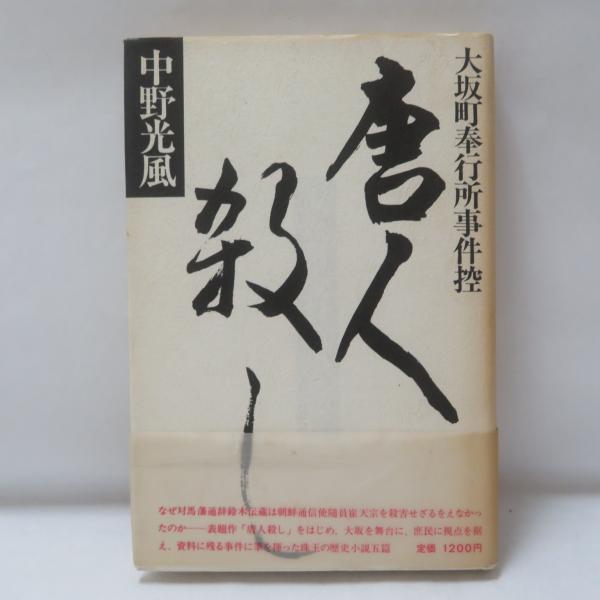 大坂町奉行所事件控
唐人
殺し
中野光風
なぜ対馬藩通辞鈴木伝蔵は朝鮮通信使随員崔天宗を殺害せざるをえなかっ
たのか――表題作「唐人殺し」をはじめ、大坂を舞台に、庶民に視点を据
え、資料に残る事件に筆を揮った珠玉の歴史小説五篇
定価 1200円